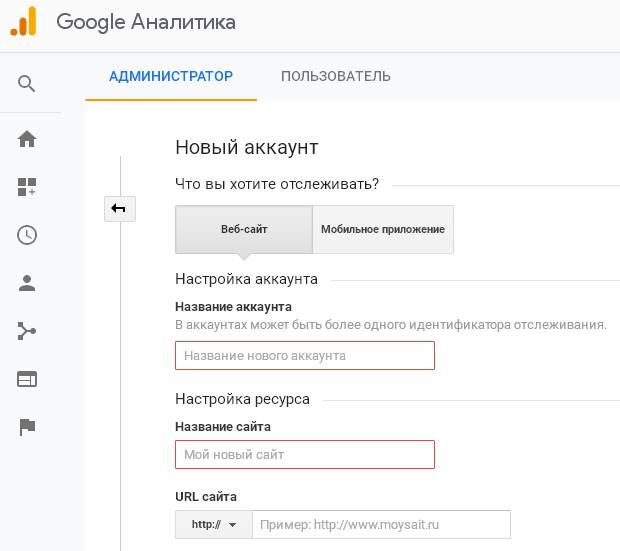 Google Аналитика
АДМИНИСТРАТОР ПОЛЬЗОВАТЕЛЬ
Новый аккаунт
Что вы хотите отслеживать?
Веб-сайт Мобильное приложение
Настройка аккаунта
Название аккаунта
В аккаунтах может быть более одного идентификатора отслеживания.
Название нового аккаунта
Настройка ресурса
Название сайта
Мой новый сайт
URL сайта
http:// Пример: http://www.moysait.ru